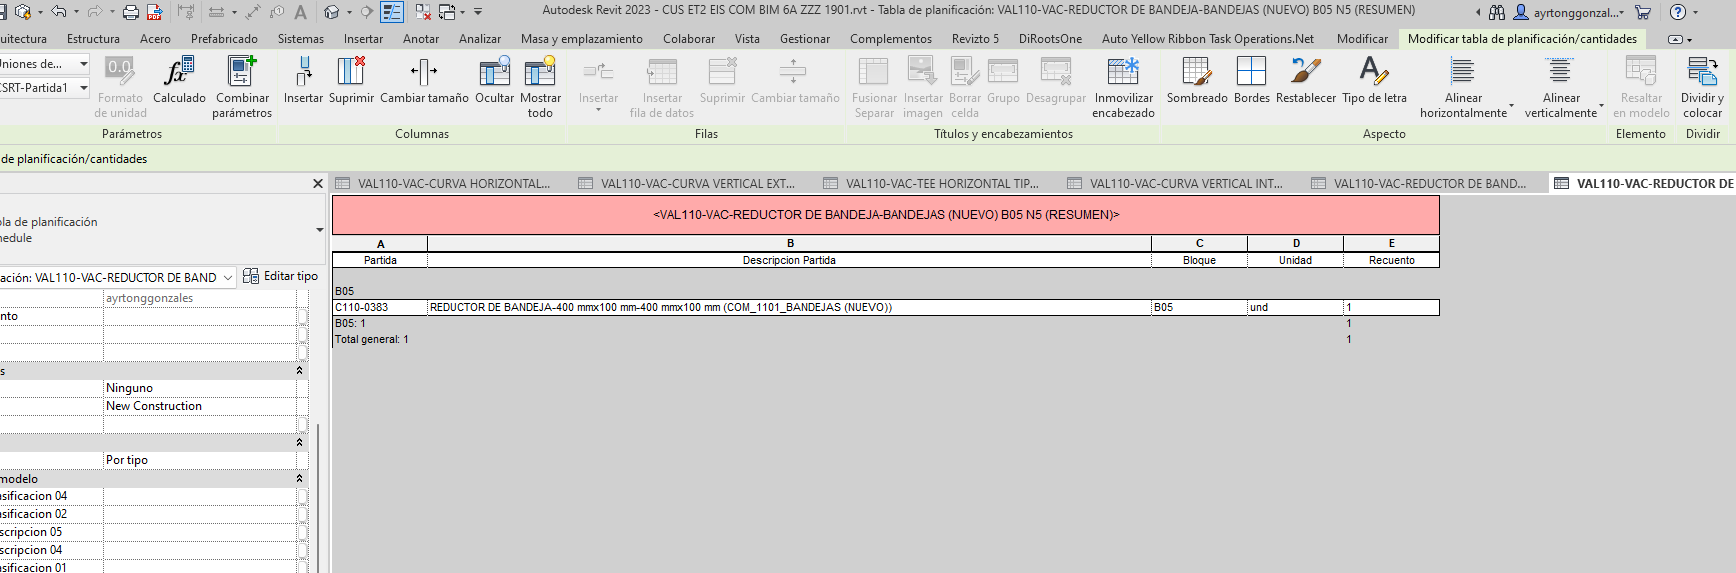 Autodesk Revit 2023 - CUS ET2 EIS COM BIM 6A ZZZ 1901.rvt - Tabla de planificación: VAL110-VAC-REDUCTOR DE BANDEJA-BANDEJAS (NUEVO) B05 N5 (RESUMEN)
ayrtonggonzal...
uitectura Estructura Acero Prefabricado Sistemas Insertar Anotar Analizar Masa y emplazamiento Colaborar Vista Gestionar Complementos Revizto 5 DiRootsOne Auto Yellow Ribbon Task Operations.Net Modificar Modificar tabla de planificación/cantidades
Uniones de...
CSRT-Partida1
0.0
Formato de unidad
Calculado
Combinar parámetros
Insertar
Suprimir
Cambiar tamaño
Ocultar
Mostrar todo
Insertar
Insertar fila de datos
Suprimir
Cambiar tamaño
Fusionar Separar
Insertar imagen
Borrar celda
Grupo
Desagrupar
Inmovilizar encabezado
Sombreado
Bordes
Restablecer
Tipo de letra
Alinear horizontalmente
Alinear verticalmente
Resaltar en modelo
Dividir y colocar
Parámetros Columnas Filas Títulos y encabezamientos Aspecto Elemento Dividir
de planificación/cantidades
VAL110-VAC-CURVA HORIZONTAL... VAL110-VAC-CURVA VERTICAL EXT... VAL110-VAC-TEE HORIZONTAL TIP... VAL110-VAC-CURVA VERTICAL INT... VAL110-VAC-REDUCTOR DE BAND... VAL110-VAC-REDUCTOR DE
bla de planificación
hedule
ación: VAL110-VAC-REDUCTOR DE BAND
Editar tipo
ayrtonggonzales
nto
s
Ninguno
New Construction
Por tipo
modelo
asificacion 04
asificacion 02
scripcion 05
scripcion 04
asificacion 01
<VAL110-VAC-REDUCTOR DE BANDEJA-BANDEJAS (NUEVO) B05 N5 (RESUMEN)>
A B C D E
Partida Descripcion Partida Bloque Unidad Recuento
B05
C110-0383 REDUCTOR DE BANDEJA-400 mmx100 mm-400 mmx100 mm (COM_1101_BANDEJAS (NUEVO)) B05 und 1
B05: 1 1
Total general: 1 1